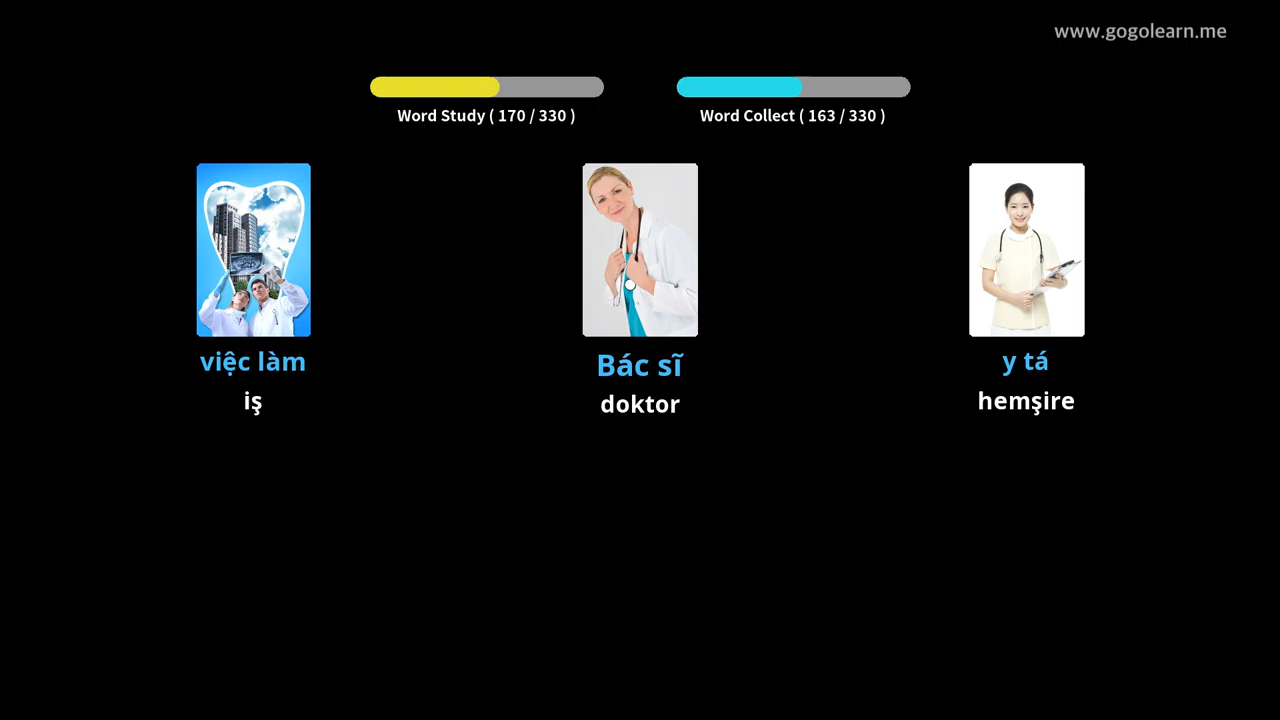 www.gogolearn.me
Word Study ( 170 / 330 )
Word Collect ( 163 / 330 )
việc làm
iş
Bác sĩ
doktor
y tá
hemşire